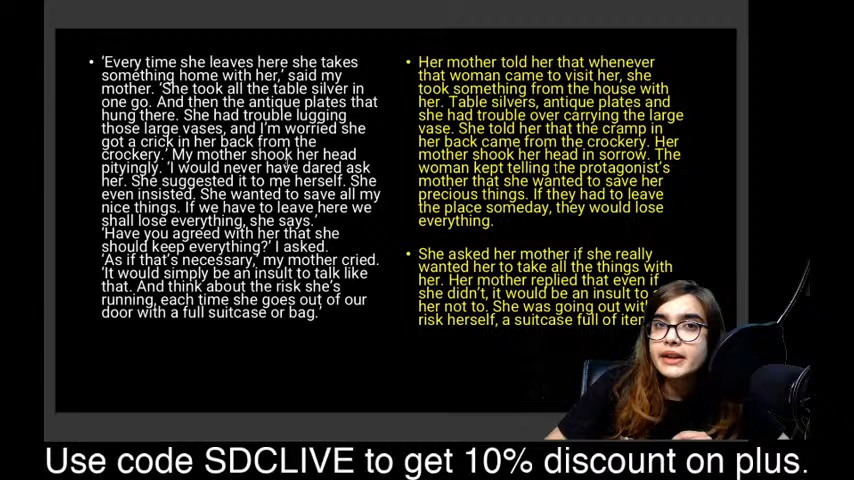 • ‘Every time she leaves here she takes
something home with her,’ said my
mother. ‘She took all the table silver in
one go. And then the antique plates that
hung there. She had trouble lugging
those large vases, and I’m worried she
got a crick in her back from the
crockery.’ My mother shook her head
pityingly. ‘I would never have dared ask
her. She suggested it to me herself. She
even insisted. She wanted to save all my
nice things. If we have to leave here we
shall lose everything, she says.’
‘Have you agreed with her that she
should keep everything?’ I asked.
‘As if that’s necessary,’ my mother cried.
‘It would simply be an insult to talk like
that. And think about the risk she’s
running, each time she goes out of our
door with a full suitcase or bag.’
• Her mother told her that whenever
that woman came to visit her, she
took something from the house with
her. Table silvers, antique plates and
she had trouble over carrying the large
vase. She told her that the cramp in
her back came from the crockery. Her
mother shook her head in sorrow. The
woman kept telling the protagonist’s
mother that she wanted to save her
precious things. If they had to leave
the place someday, they would lose
everything.
• She asked her mother if she really
wanted her to take all the things with
her. Her mother replied that even if
she didn’t, it would be an insult to
her not to. She was going out
risk herself, a suitcase full of
Use code SDCLIVE to get 10% discount on plus.